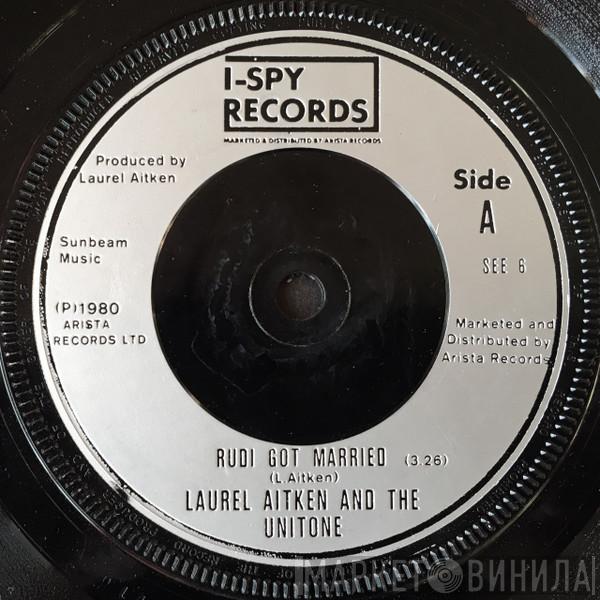 I-SPY
RECORDS
MARKETED & DISTRIBUTED BY ARISTA RECORDS
Produced by
Laurel Aitken
Side
A
Sunbeam
Music
SEE 6
(P)1980
ARISTA
RECORDS LTD
Marketed and
Distributed by
Arista Records
RUDI GOT MARRIED (3.26)
(L.Aitken)
LAUREL AITKEN AND THE
UNITONE
МАРКЕТ ВИНИЛА